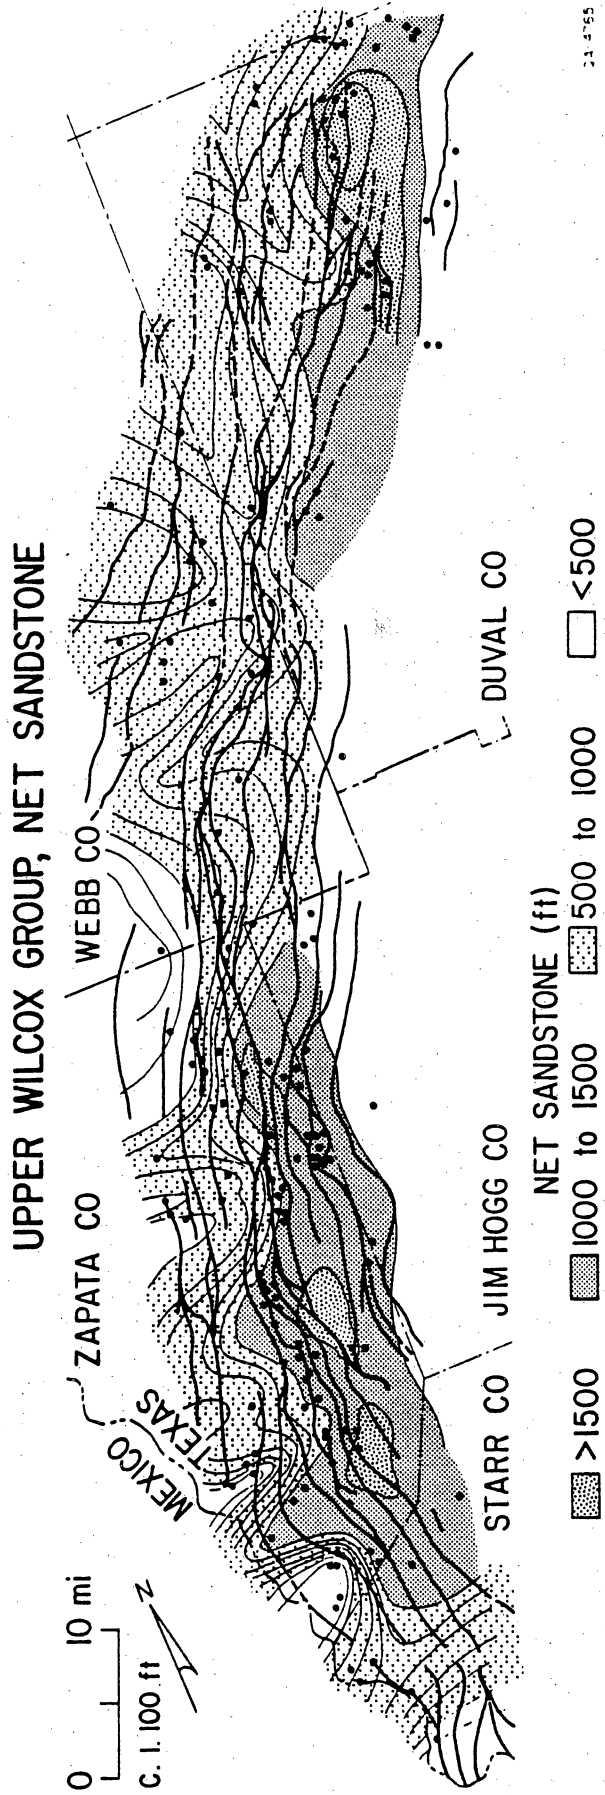 UPPER WILCOX GROUP, NET SANDSTONE
0 10 mi
C. I. 100 ft
N
MEXICO
TEXAS
ZAPATA CO
WEBB CO
STARR CO
JIM HOGG CO
DUVAL CO
NET SANDSTONE (ft)
>1500 1000 to 1500 500 to 1000 <500